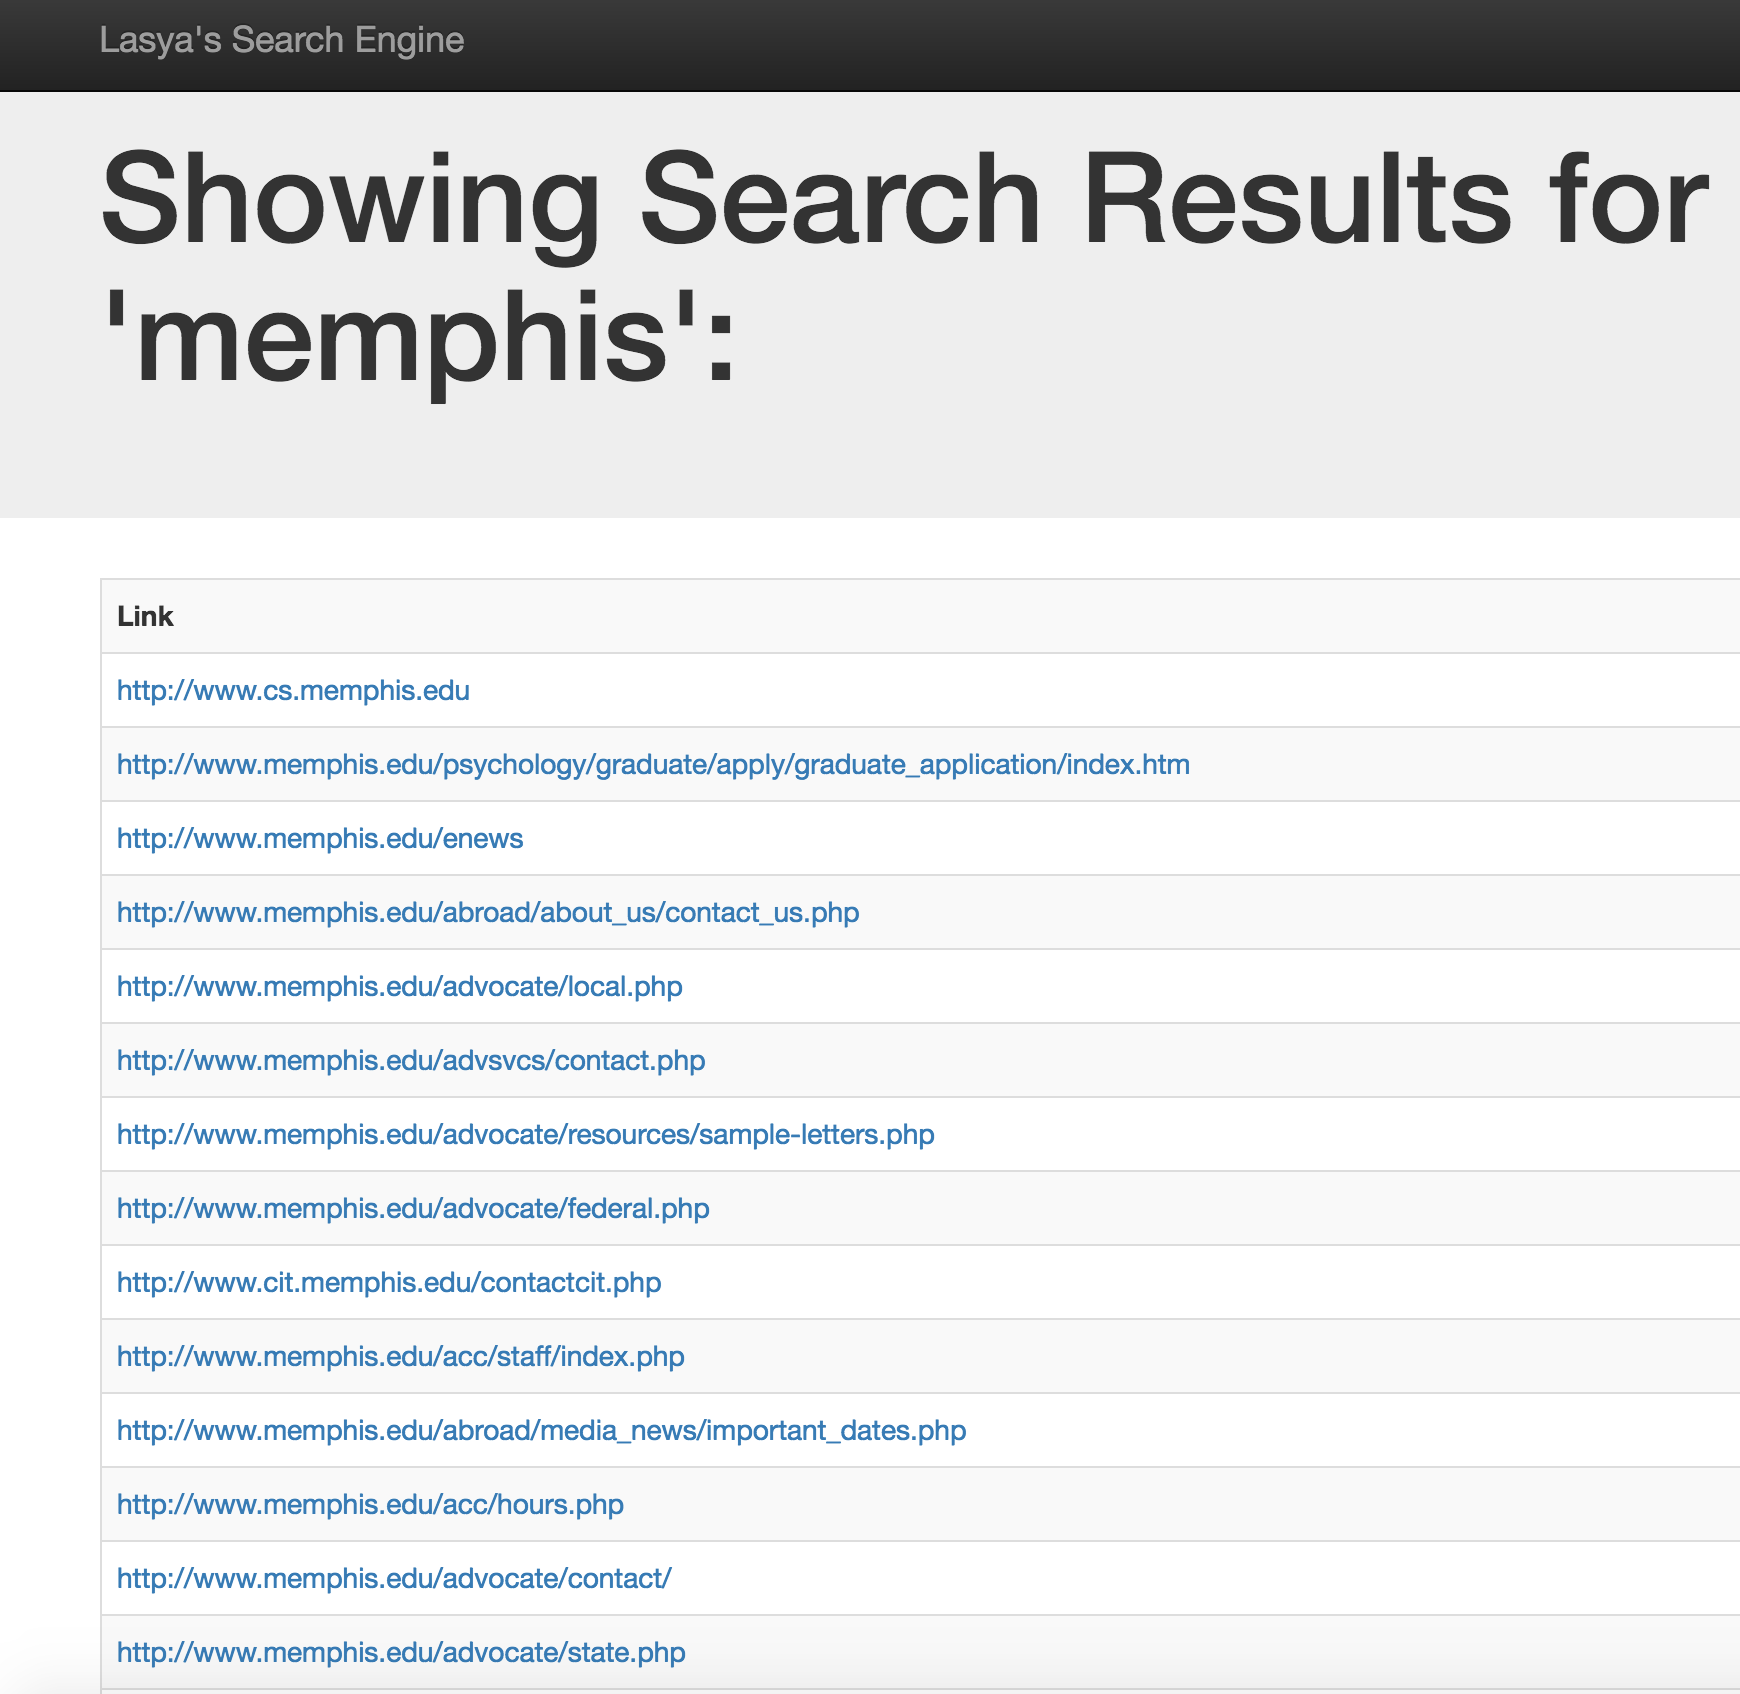 Lasya's Search Engine
Showing Search Results for
'memphis':
Link
http://www.cs.memphis.edu
http://www.memphis.edu/psychology/graduate/apply/graduate_application/index.htm
http://www.memphis.edu/enews
http://www.memphis.edu/abroad/about_us/contact_us.php
http://www.memphis.edu/advocate/local.php
http://www.memphis.edu/advsvcs/contact.php
http://www.memphis.edu/advocate/resources/sample-letters.php
http://www.memphis.edu/advocate/federal.php
http://www.cit.memphis.edu/contactcit.php
http://www.memphis.edu/acc/staff/index.php
http://www.memphis.edu/abroad/media_news/important_dates.php
http://www.memphis.edu/acc/hours.php
http://www.memphis.edu/advocate/contact/
http://www.memphis.edu/advocate/state.php